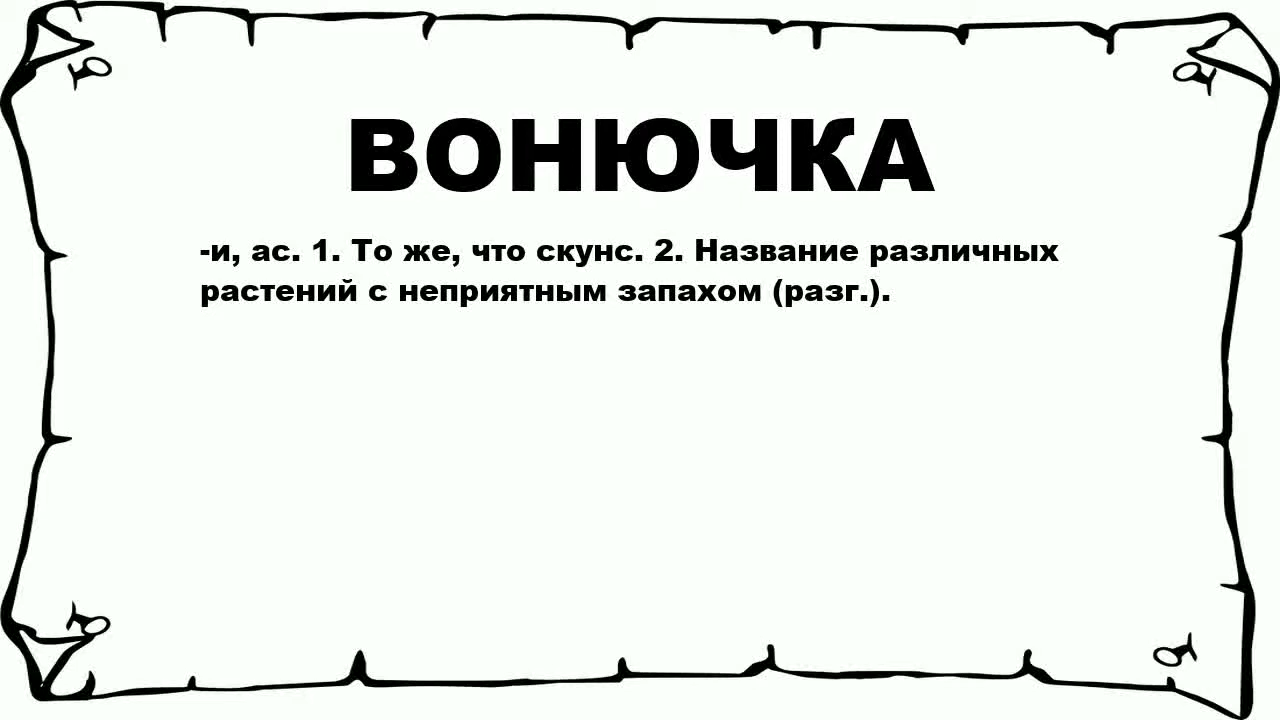 ВОНЮЧКА
-и, ас. 1. То же, что скунс. 2. Название различных
растений с неприятным запахом (разг.).